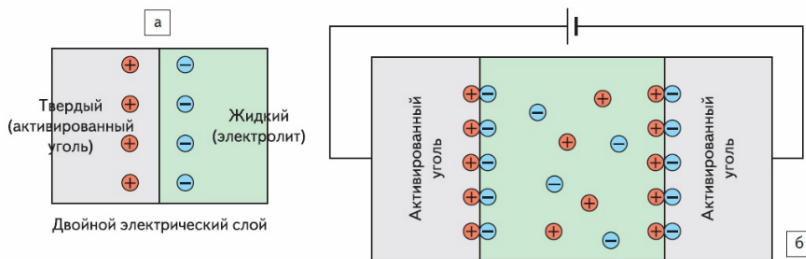 а
Твердый
(активированный
уголь)
Жидкий
(электролит)
Двойной электрический слой
Активированный
уголь
Активированный
уголь
б